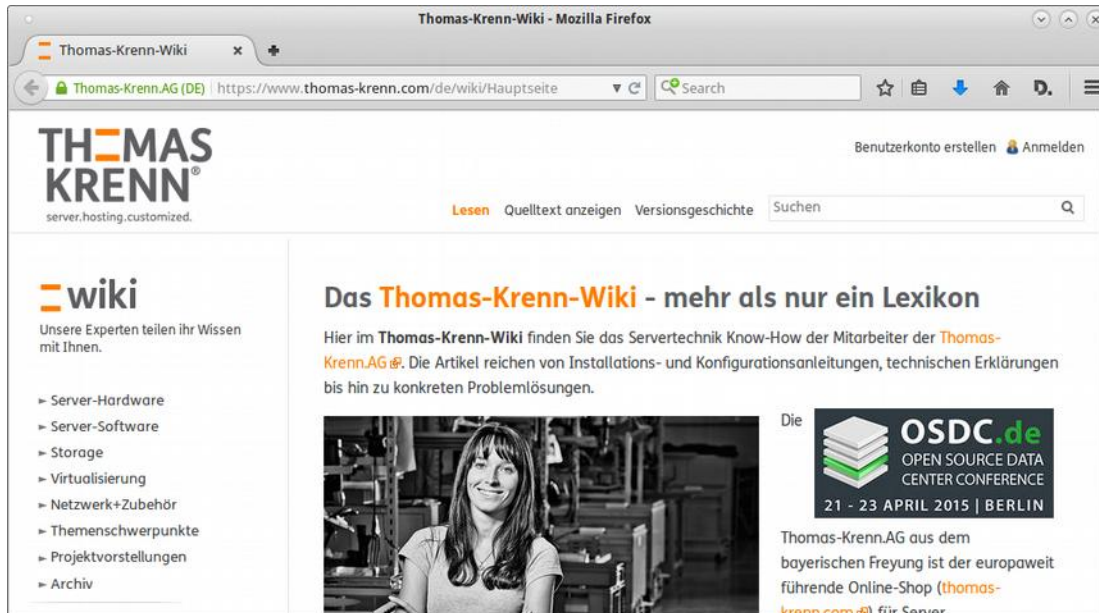 Thomas-Krenn-Wiki - Mozilla Firefox
Thomas-Krenn-Wiki
Thomas-Krenn.AG (DE) https://www.thomas-krenn.com/de/wiki/Hauptseite
Search
D.
THOMAS
KRENN®
server.hosting.customized.
Benutzerkonto erstellen Anmelden
Lesen Quelltext anzeigen Versionsgeschichte Suchen
wiki
Unsere Experten teilen ihr Wissen
mit Ihnen.
Server-Hardware
Server-Software
Storage
Virtualisierung
Netzwerk+Zubehör
Themenschwerpunkte
Projektvorstellungen
Archiv
Das Thomas-Krenn-Wiki - mehr als nur ein Lexikon
Hier im Thomas-Krenn-Wiki finden Sie das Servertechnik Know-How der Mitarbeiter der Thomas-
Krenn.AG. Die Artikel reichen von Installations- und Konfigurationsanleitungen, technischen Erklärungen
bis hin zu konkreten Problemlösungen.
Die
OSDC.de
OPEN SOURCE DATA
CENTER CONFERENCE
21 - 23 APRIL 2015 | BERLIN
Thomas-Krenn.AG aus dem
bayerischen Freyung ist der europaweit
führende Online-Shop (thomas-
krenn.com) für Server